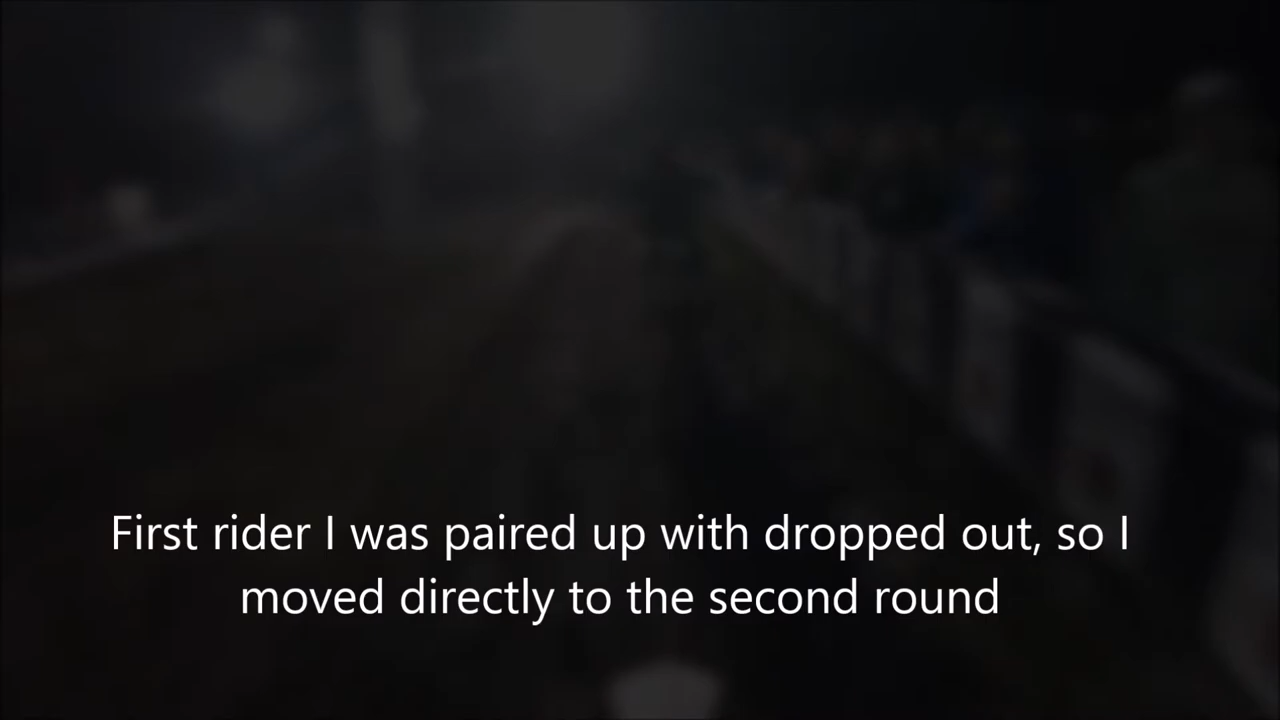 First rider I was paired up with dropped out, so I
moved directly to the second round